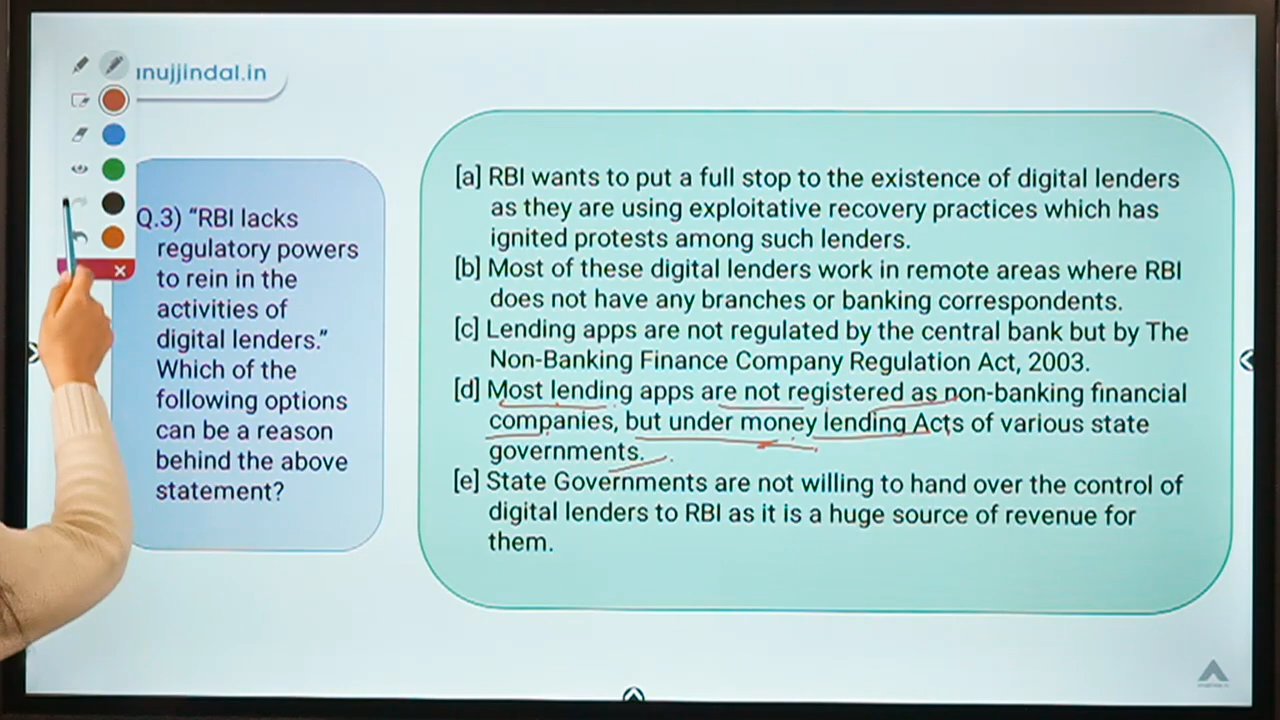 anujjindal.in
Q.3) “RBI lacks
regulatory powers
to rein in the
activities of
digital lenders.”
Which of the
following options
can be a reason
behind the above
statement?
[a] RBI wants to put a full stop to the existence of digital lenders
as they are using exploitative recovery practices which has
ignited protests among such lenders.
[b] Most of these digital lenders work in remote areas where RBI
does not have any branches or banking correspondents.
[c] Lending apps are not regulated by the central bank but by The
Non-Banking Finance Company Regulation Act, 2003.
[d] Most lending apps are not registered as non-banking financial
companies, but under money lending Acts of various state
governments.
[e] State Governments are not willing to hand over the control of
digital lenders to RBI as it is a huge source of revenue for
them.